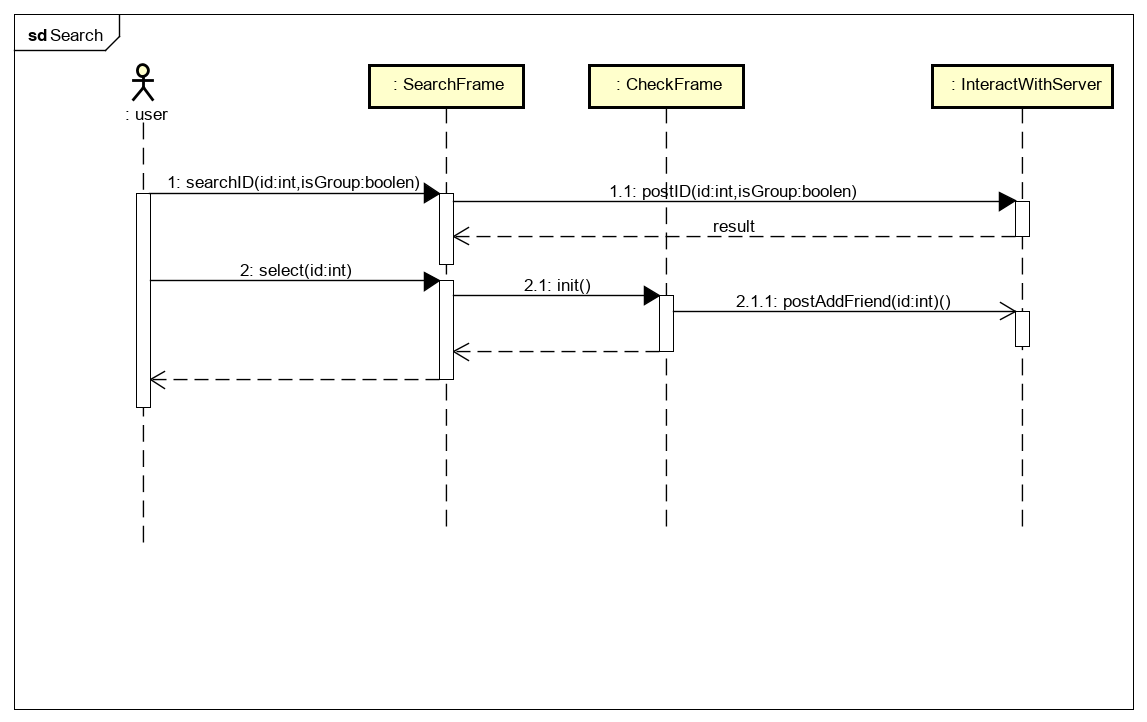 sd Search
: user
: SearchFrame
: CheckFrame
: InteractWithServer
1: searchID(id:int,isGroup:boolen)
1.1: postID(id:int,isGroup:boolen)
result
2: select(id:int)
2.1: init()
2.1.1: postAddFriend(id:int)()